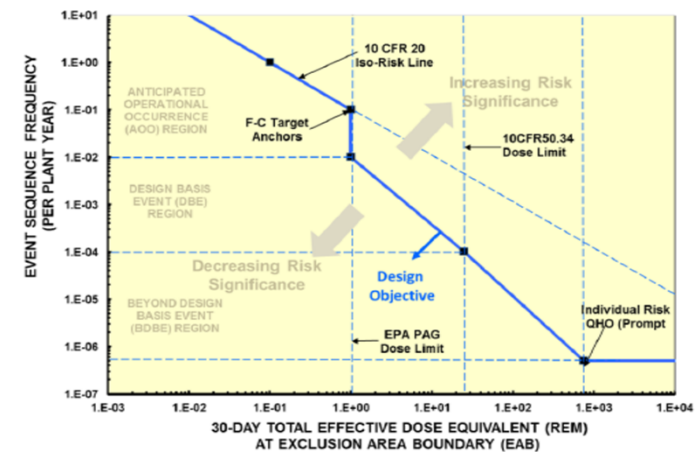 EVENT SEQUENCE FREQUENCY
(PER PLANT YEAR)
1.E+01
1.E+00
1.E-01
1.E-02
1.E-03
1.E-04
1.E-05
1.E-06
1.E-07
10 CFR 20
Iso-Risk Line
ANTICIPATED
OPERATIONAL
OCCURRENCE
(AOO) REGION
F-C Target
Anchors
Increasing Risk
Significance
10CFR50.34
Dose Limit
DESIGN BASIS
EVENT (DBE)
REGION
Decreasing Risk
Significance
Design
Objective
BEYOND DESIGN
BASIS EVENT
(BDBE) REGION
EPA PAG
Dose Limit
Individual Risk
QHO (Prompt
1.E-03
1.E-02
1.E-01
1.E+00
1.E+01
1.E+02
1.E+03
1.E+04
30-DAY TOTAL EFFECTIVE DOSE EQUIVALENT (REM)
AT EXCLUSION AREA BOUNDARY (EAB)